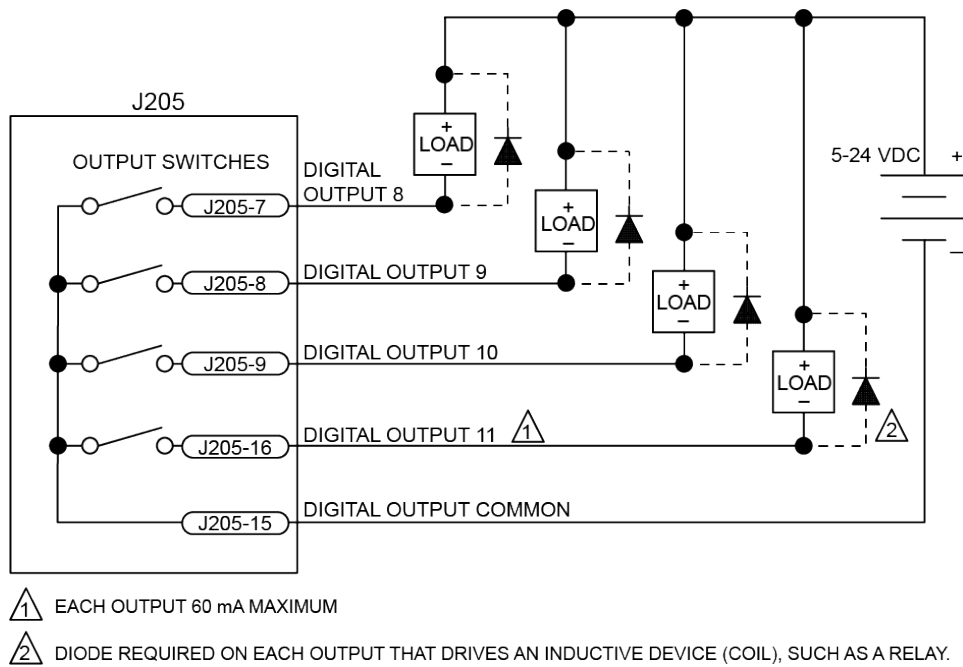 J205
OUTPUT SWITCHES
J205-7
DIGITAL
OUTPUT 8
+
LOAD
−
5-24 VDC
+
−
J205-8
DIGITAL OUTPUT 9
+
LOAD
−
J205-9
DIGITAL OUTPUT 10
+
LOAD
−
J205-16
DIGITAL OUTPUT 11
1
+
LOAD
−
2
J205-15
DIGITAL OUTPUT COMMON
1 EACH OUTPUT 60 mA MAXIMUM
2 DIODE REQUIRED ON EACH OUTPUT THAT DRIVES AN INDUCTIVE DEVICE (COIL), SUCH AS A RELAY.